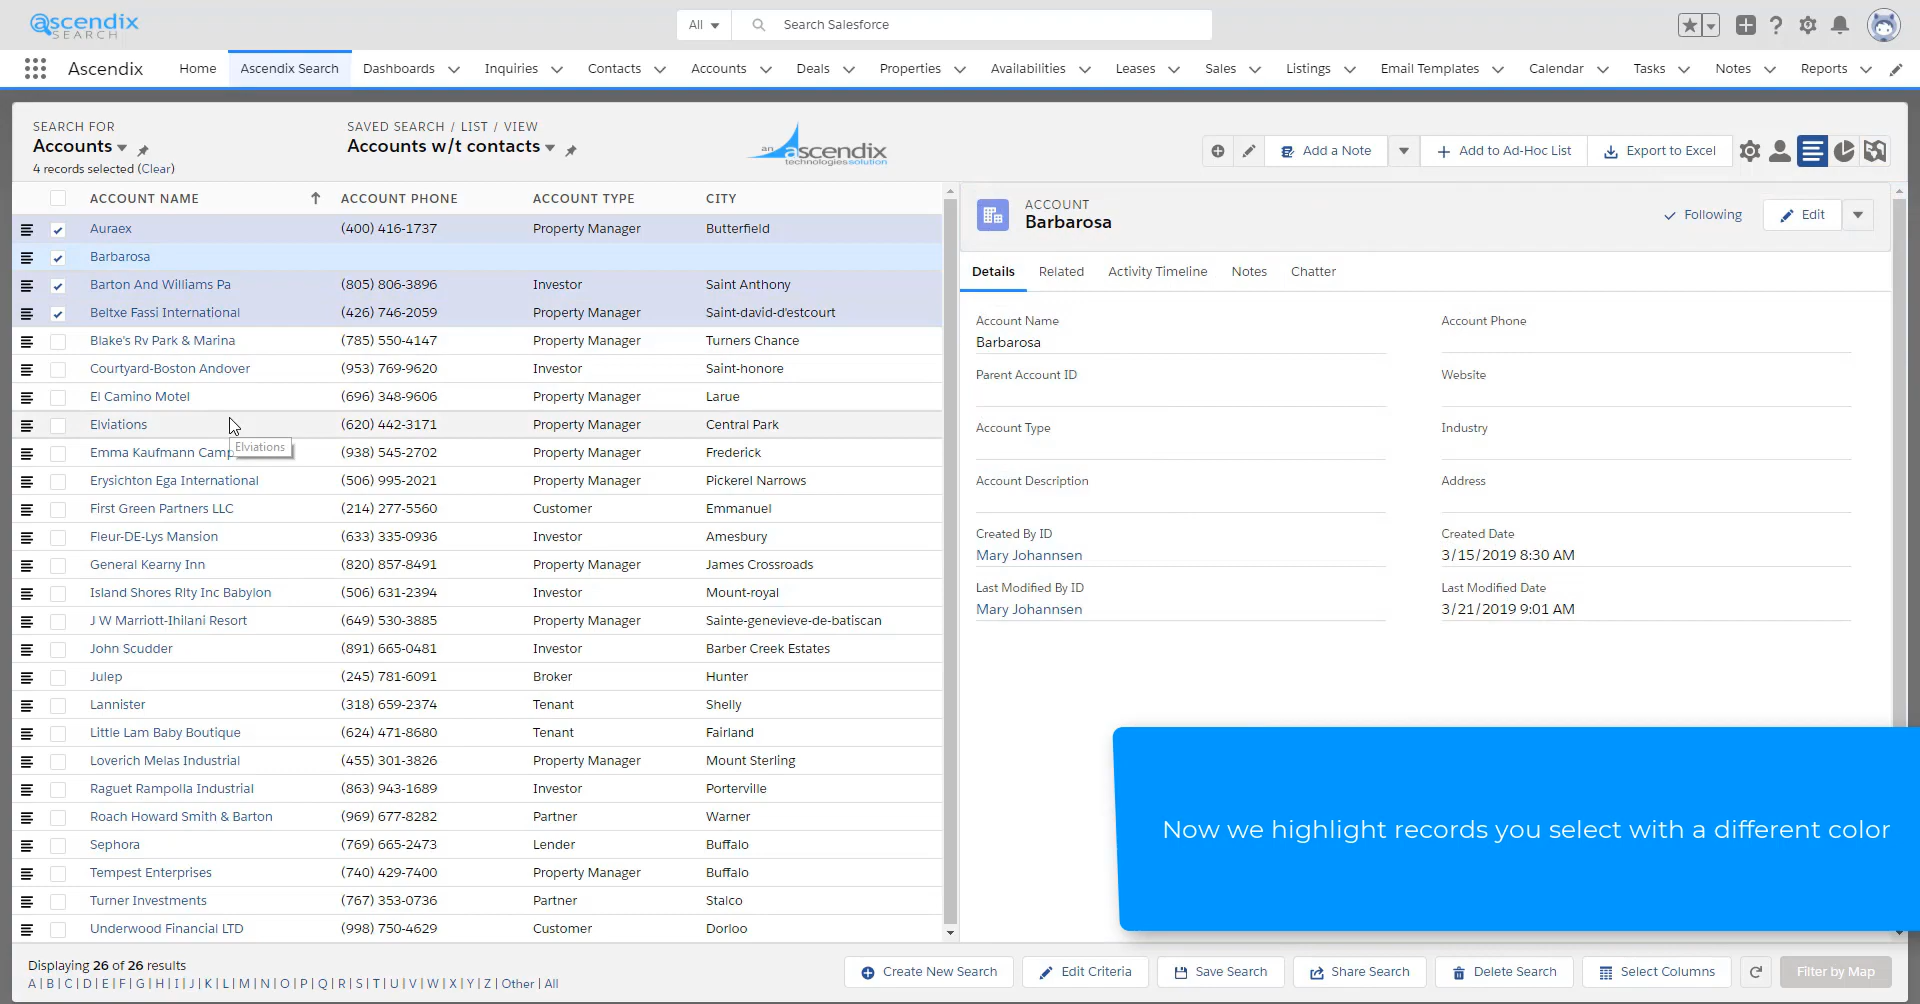 ascendix
SEARCH
All
Search Salesforce
Ascendix
Home
Ascendix Search
Dashboards
Inquiries
Contacts
Accounts
Deals
Properties
Availabilities
Leases
Sales
Listings
Email Templates
Calendar
Tasks
Notes
Reports
SEARCH FOR
Accounts
4 records selected (Clear)
SAVED SEARCH / LIST / VIEW
Accounts w/t contacts
an ascendix
technologies solution
Add a Note
Add to Ad-Hoc List
Export to Excel
ACCOUNT NAME ACCOUNT PHONE ACCOUNT TYPE CITY
Auraex (400) 416-1737 Property Manager Butterfield
Barbarosa
Barton And Williams Pa (805) 806-3896 Investor Saint Anthony
Beltxe Fassi International (426) 746-2059 Property Manager Saint-david-d'estcourt
Blake's Rv Park & Marina (785) 550-4147 Property Manager Turners Chance
Courtyard-Boston Andover (953) 769-9620 Investor Saint-honore
El Camino Motel (696) 348-9606 Property Manager Larue
Elviations (620) 442-3171 Property Manager Central Park
Elviations
Emma Kaufmann Camp (938) 545-2702 Property Manager Frederick
Erysichton Ega International (506) 995-2021 Property Manager Pickerel Narrows
First Green Partners LLC (214) 277-5560 Customer Emmanuel
Fleur-DE-Lys Mansion (633) 335-0936 Investor Amesbury
General Kearny Inn (820) 857-8491 Property Manager James Crossroads
Island Shores Rlty Inc Babylon (506) 631-2394 Investor Mount-royal
J W Marriott-Ihilani Resort (649) 530-3885 Property Manager Sainte-genevieve-de-batiscan
John Scudder (891) 665-0481 Investor Barber Creek Estates
Julep (245) 781-6091 Broker Hunter
Lannister (318) 659-2374 Tenant Shelly
Little Lam Baby Boutique (624) 471-8680 Tenant Fairland
Loverich Melas Industrial (455) 301-3826 Property Manager Mount Sterling
Raguet Rampolla Industrial (863) 943-1689 Investor Porterville
Roach Howard Smith & Barton (969) 677-8282 Partner Warner
Sephora (769) 665-2473 Lender Buffalo
Tempest Enterprises (740) 429-7400 Property Manager Buffalo
Turner Investments (767) 353-0736 Partner Stalco
Underwood Financial LTD (998) 750-4629 Customer Dorloo
ACCOUNT
Barbarosa
Following
Edit
Details Related Activity Timeline Notes Chatter
Account Name Account Phone
Barbarosa
Parent Account ID Website
Account Type Industry
Account Description Address
Created By ID Created Date
Mary Johannsen 3/15/2019 8:30 AM
Last Modified By ID Last Modified Date
Mary Johannsen 3/21/2019 9:01 AM
Now we highlight records you select with a different color
Displaying 26 of 26 results
A | B | C | D | E | F | G | H | I | J | K | L | M | N | O | P | Q | R | S | T | U | V | W | X | Y | Z | Other | All
Create New Search
Edit Criteria
Save Search
Share Search
Delete Search
Select Columns
Filter by Map